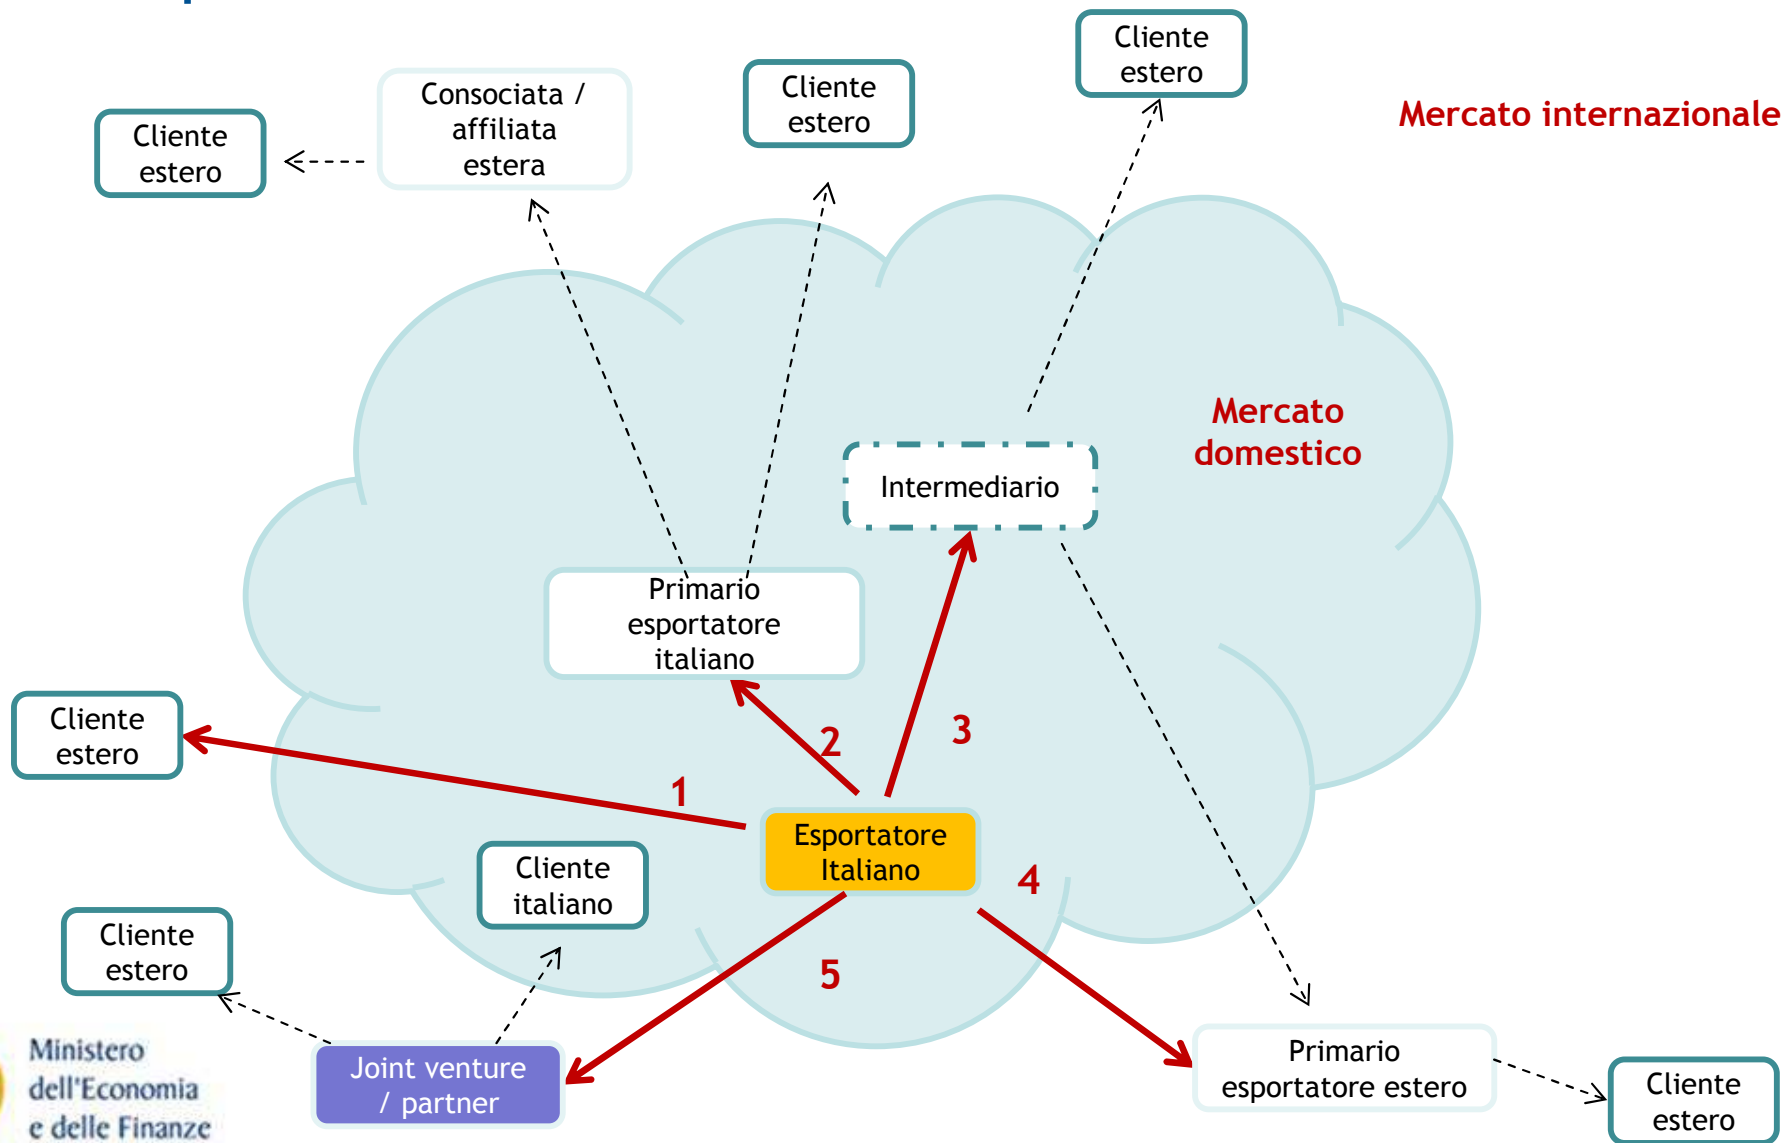 Cliente
estero
Consociata /
affiliata
estera
Cliente
estero
Cliente
estero
Mercato internazionale
Mercato
domestico
Intermediario
Primario
esportatore
italiano
Cliente
estero
1
2
3
Esportatore
Italiano
4
5
Cliente
italiano
Cliente
estero
Joint venture
/ partner
Primario
esportatore estero
Cliente
estero
Ministero
dell'Economia
e delle Finanze